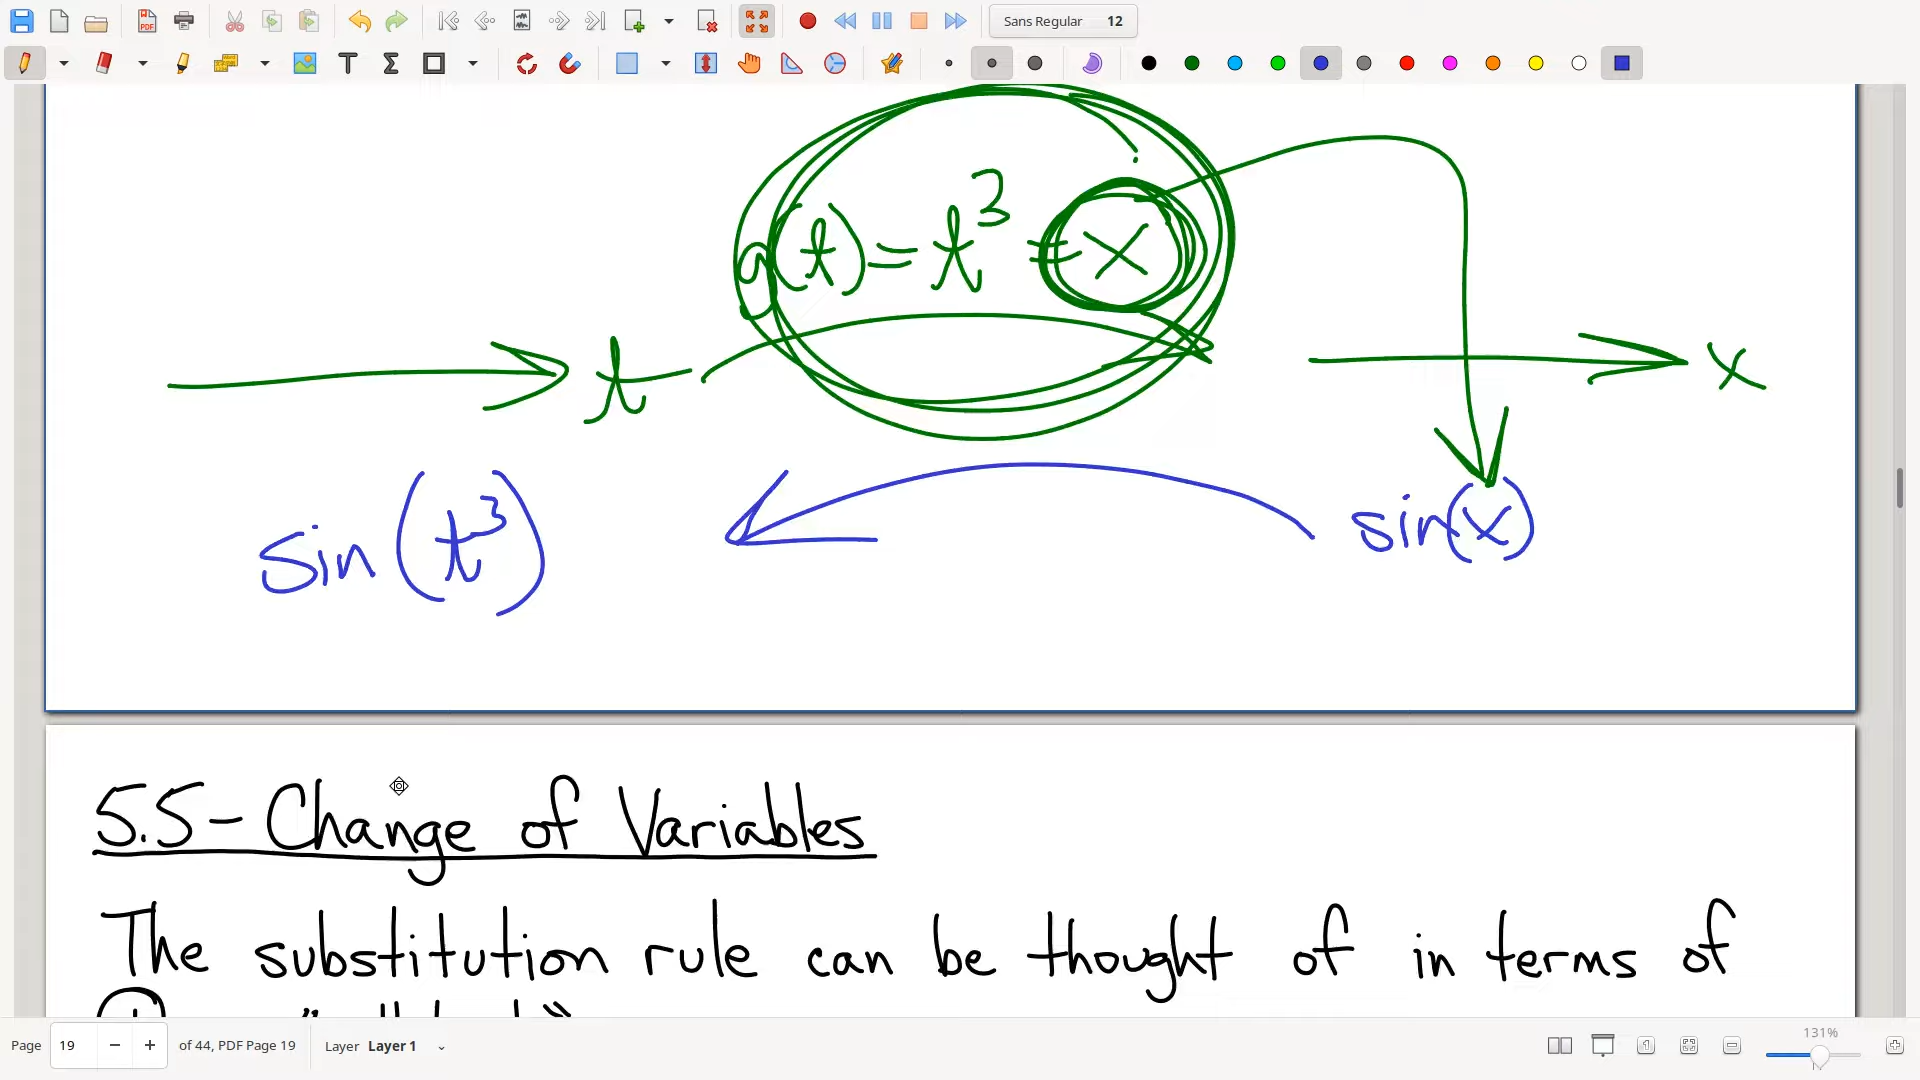 Sans Regular 12
g(t) = t³ = x
t x
sin(t³) sin(x)
5.5- Change of Variables
The substitution rule can be thought of in terms of
Page 19 of 44, PDF Page 19 Layer Layer 1 131%